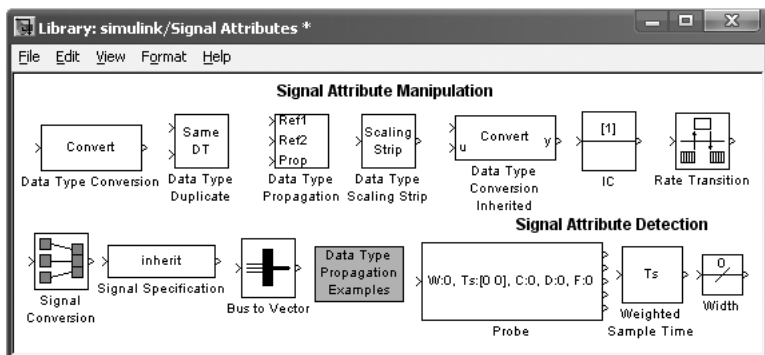 Library: simulink/Signal Attributes *
File Edit View Format Help
Signal Attribute Manipulation
Convert
Data Type Conversion
Same
DT
Data Type
Duplicate
Ref1
Ref2
Prop
Data Type
Propagation
Scaling
Strip
Data Type
Scaling Strip
u
Convert
y
Data Type
Conversion
Inherited
[1]
IC
Rate Transition
Signal Attribute Detection
Signal
Conversion
inherit
Signal Specification
Bus to Vector
Data Type
Propagation
Examples
W:0, Ts:[0 0], C:0, D:0, F:0
Probe
Ts
Weighted
Sample Time
0
Width